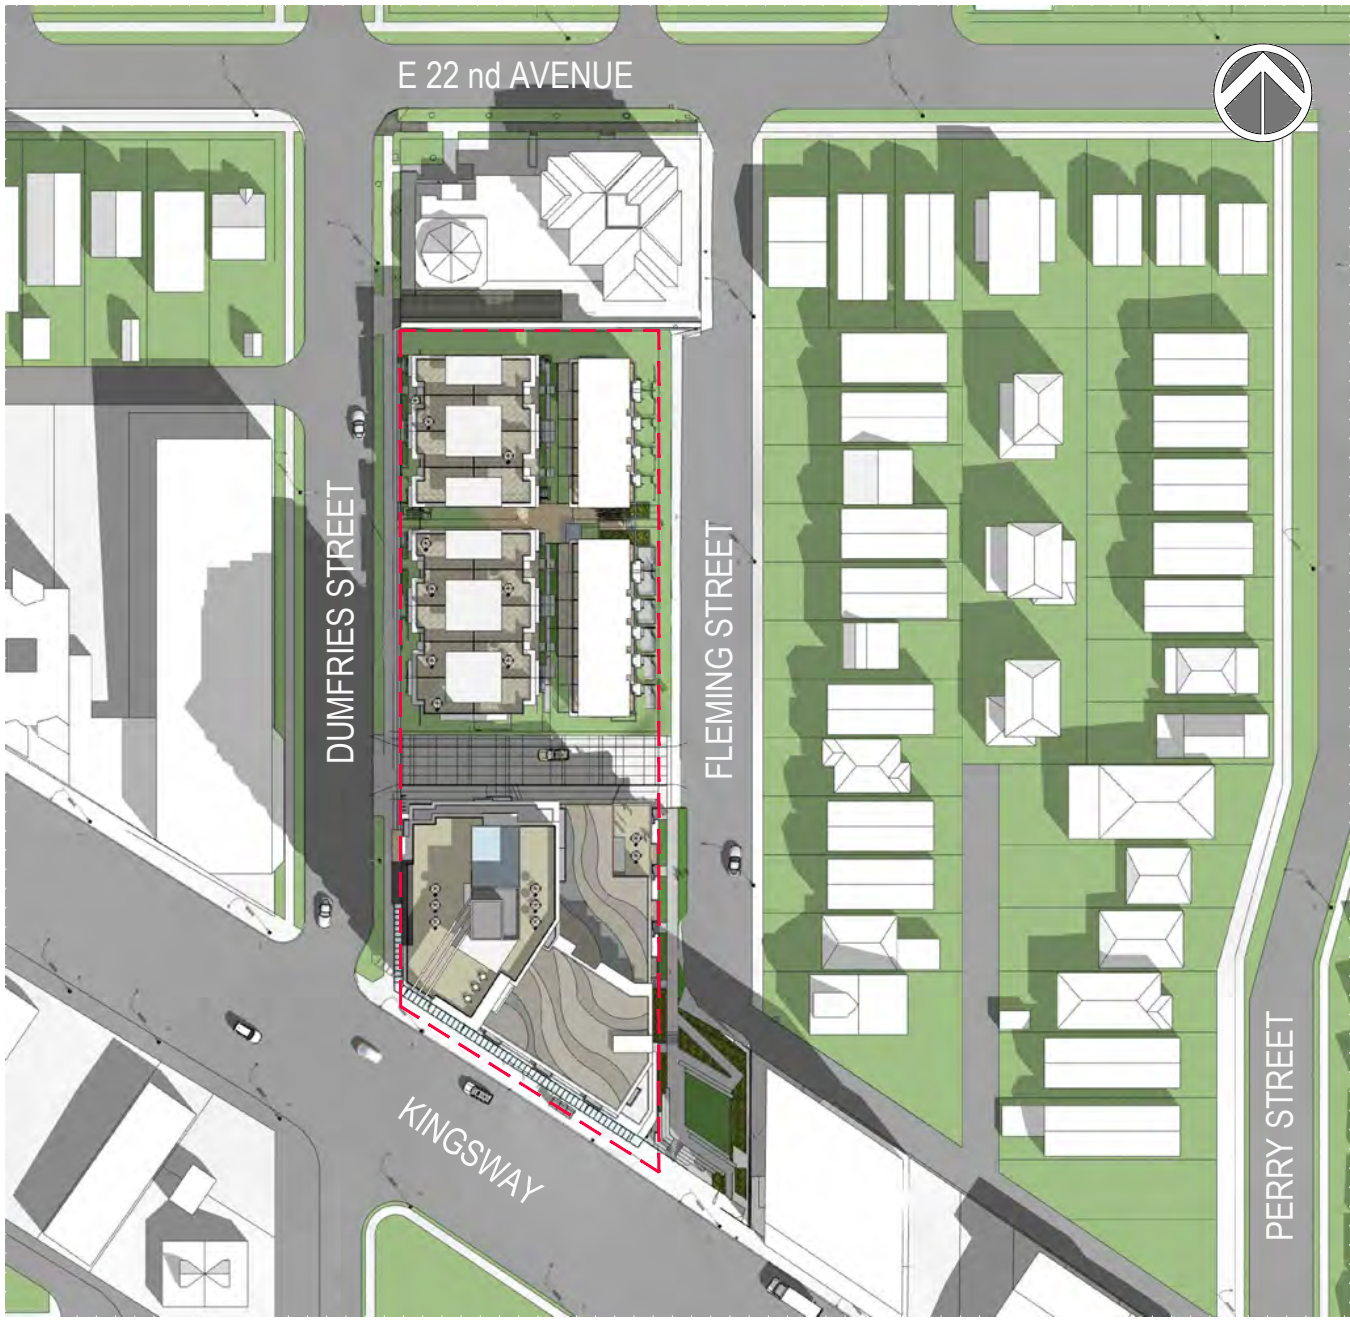 E 22 nd AVENUE
DUMFRIES STREET
FLEMING STREET
KINGSWAY
PERRY STREET